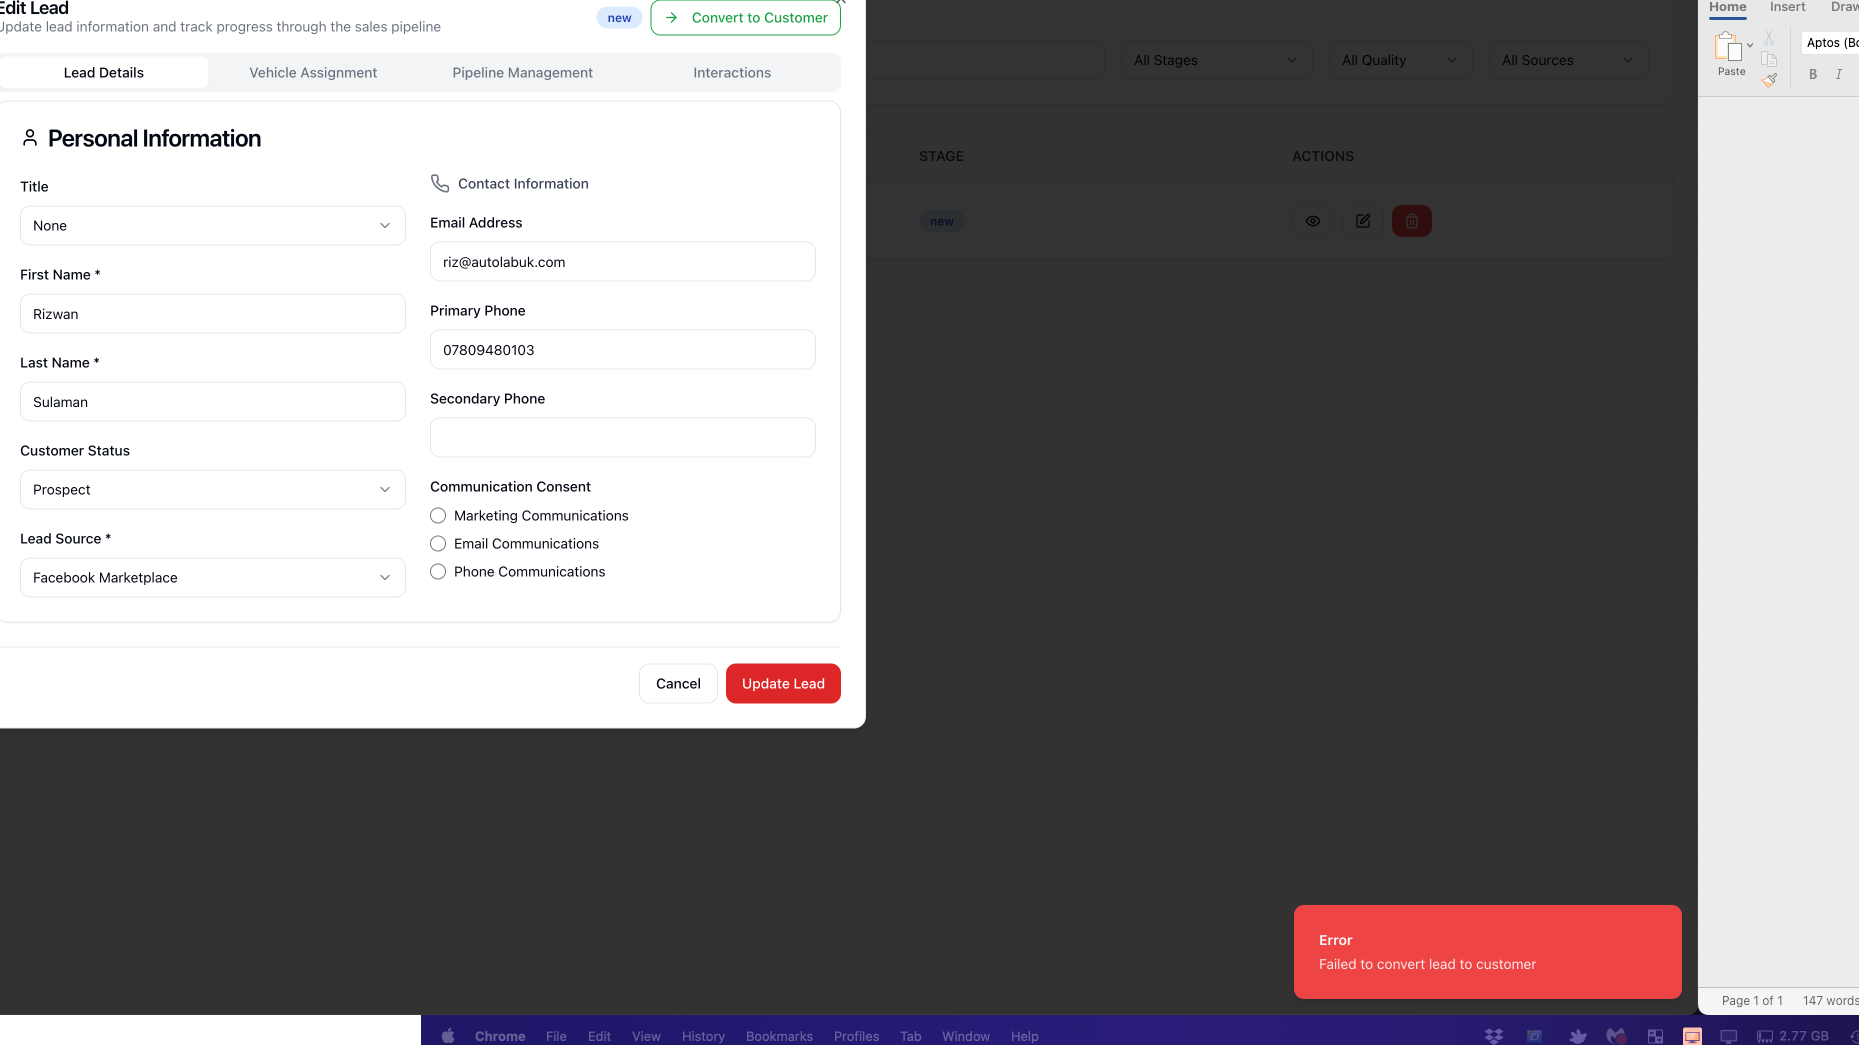 Edit Lead
Update lead information and track progress through the sales pipeline
new
Convert to Customer
Lead Details
Vehicle Assignment
Pipeline Management
Interactions
Personal Information
Title
None
First Name *
Rizwan
Last Name *
Sulaman
Customer Status
Prospect
Lead Source *
Facebook Marketplace
Contact Information
Email Address
riz@autolabuk.com
Primary Phone
07809480103
Secondary Phone
Communication Consent
Marketing Communications
Email Communications
Phone Communications
Cancel
Update Lead
All Stages
All Quality
All Sources
STAGE
ACTIONS
new
Error
Failed to convert lead to customer
Home
Insert
Draw
Paste
Aptos (Bo
B
I
Page 1 of 1
147 words
Chrome
File
Edit
View
History
Bookmarks
Profiles
Tab
Window
Help
2.77 GB